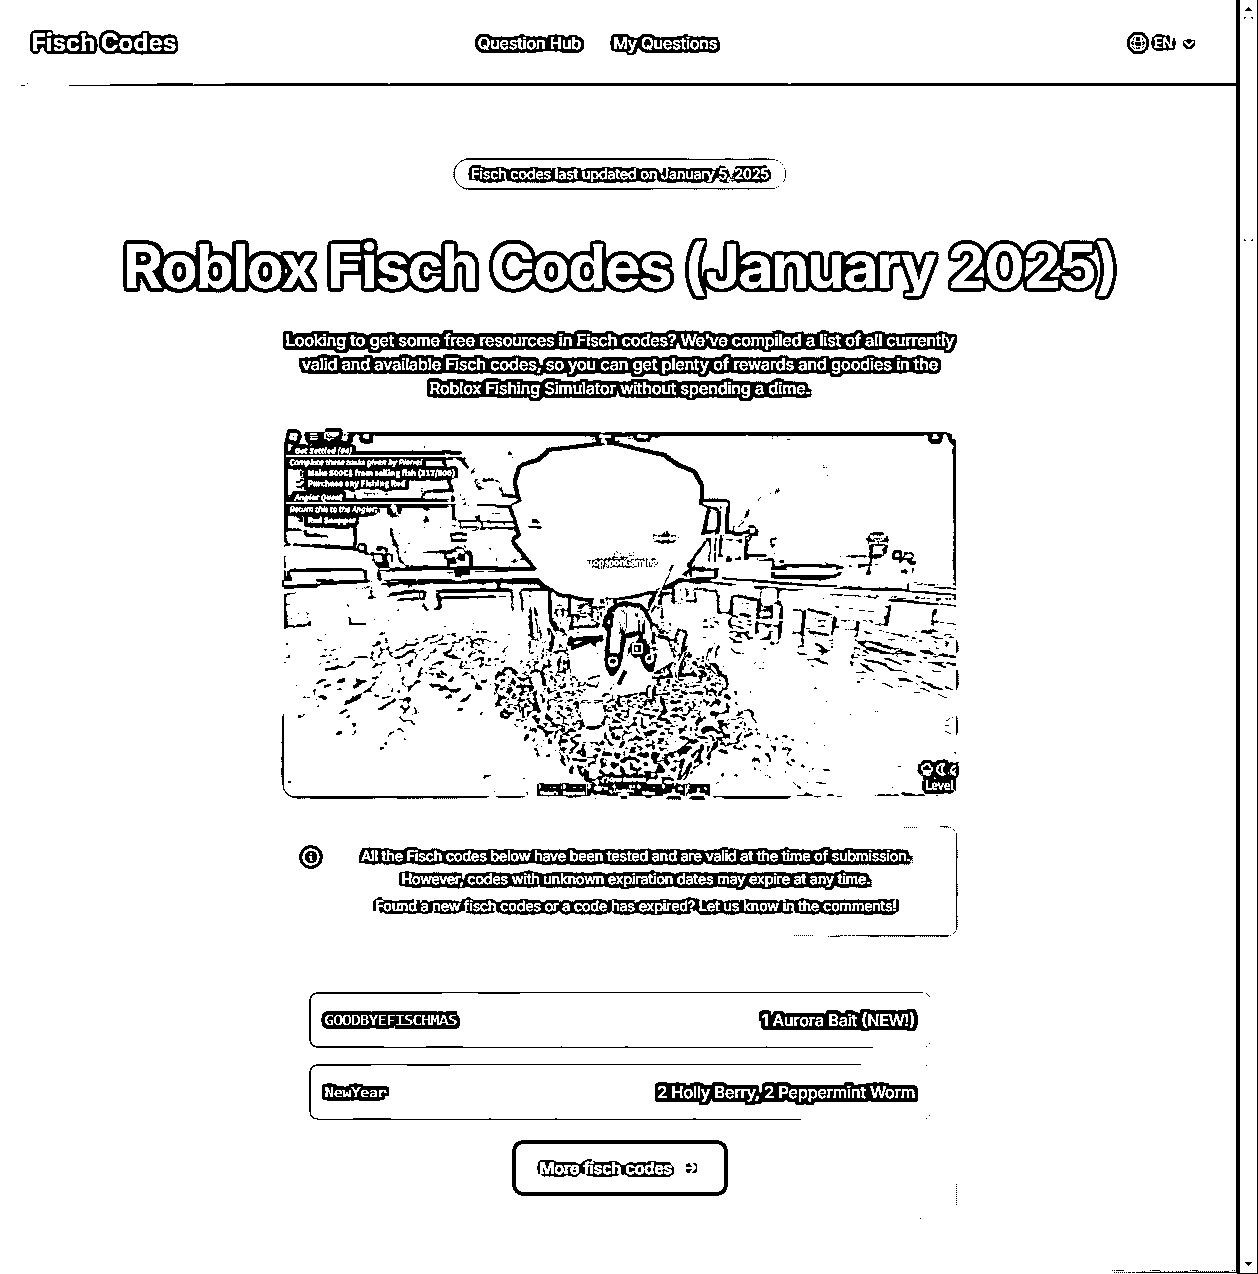 Fisch Codes
Question Hub
My Questions
EN
Fisch codes last updated on January 5, 2025
Roblox Fisch Codes (January 2025)
Looking to get some free resources in Fisch codes? We've compiled a list of all currently
valid and available Fisch codes, so you can get plenty of rewards and goodies in the
Roblox Fishing Simulator without spending a dime.
Get Settled
Complete these tasks given by Pierre!
Make 500C$ from selling fish (317/500)
Purchase any Fishing Rod
Angler Quest
Return this to the Angler:
Level
All the Fisch codes below have been tested and are valid at the time of submission.
However, codes with unknown expiration dates may expire at any time.
Found a new fisch codes or a code has expired? Let us know in the comments!
GOODBYEFISCHMAS
1 Aurora Bait (NEW!)
NewYear
2 Holly Berry, 2 Peppermint Worm
More fisch codes